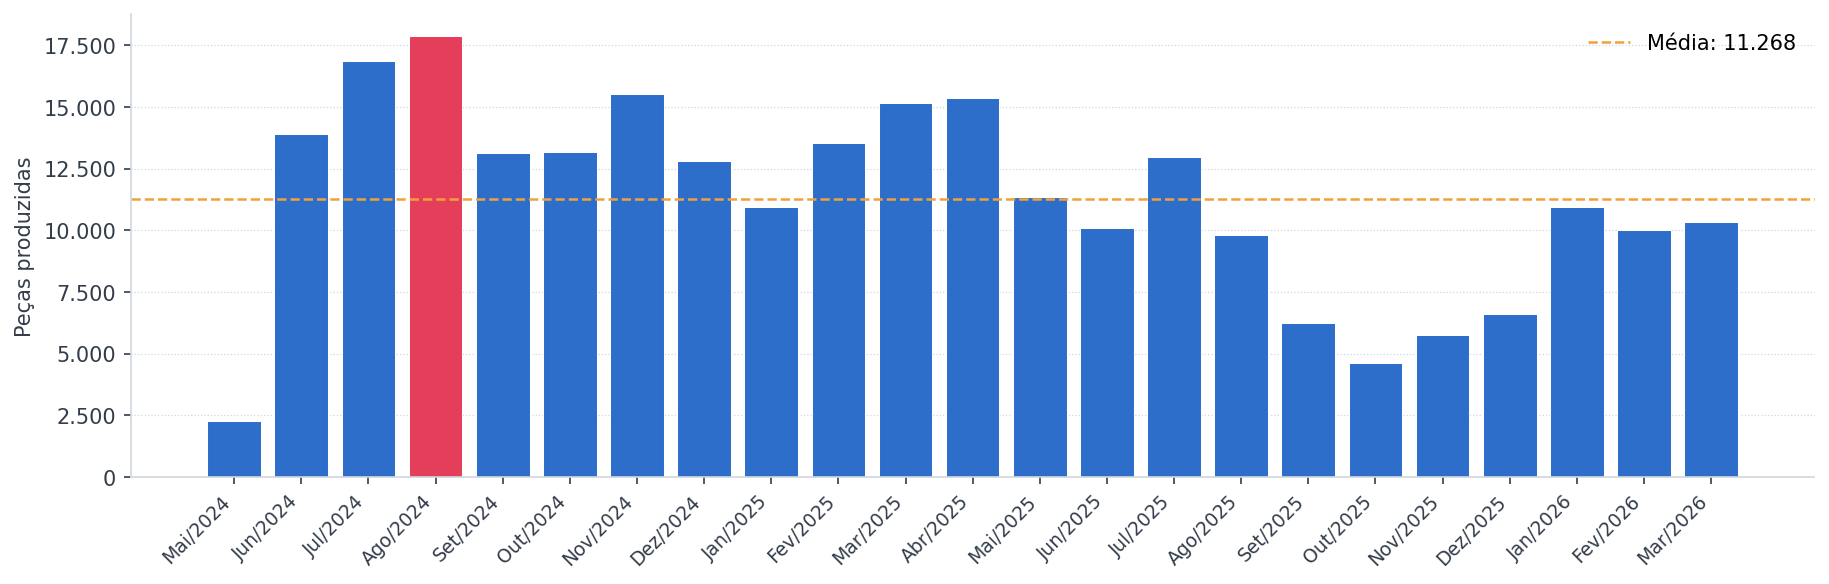 Média: 11.268
Peças produzidas
17.500
15.000
12.500
10.000
7.500
5.000
2.500
0
Mai/2024
Jun/2024
Jul/2024
Ago/2024
Set/2024
Out/2024
Nov/2024
Dez/2024
Jan/2025
Fev/2025
Mar/2025
Abr/2025
Mai/2025
Jun/2025
Jul/2025
Ago/2025
Set/2025
Out/2025
Nov/2025
Dez/2025
Jan/2026
Fev/2026
Mar/2026